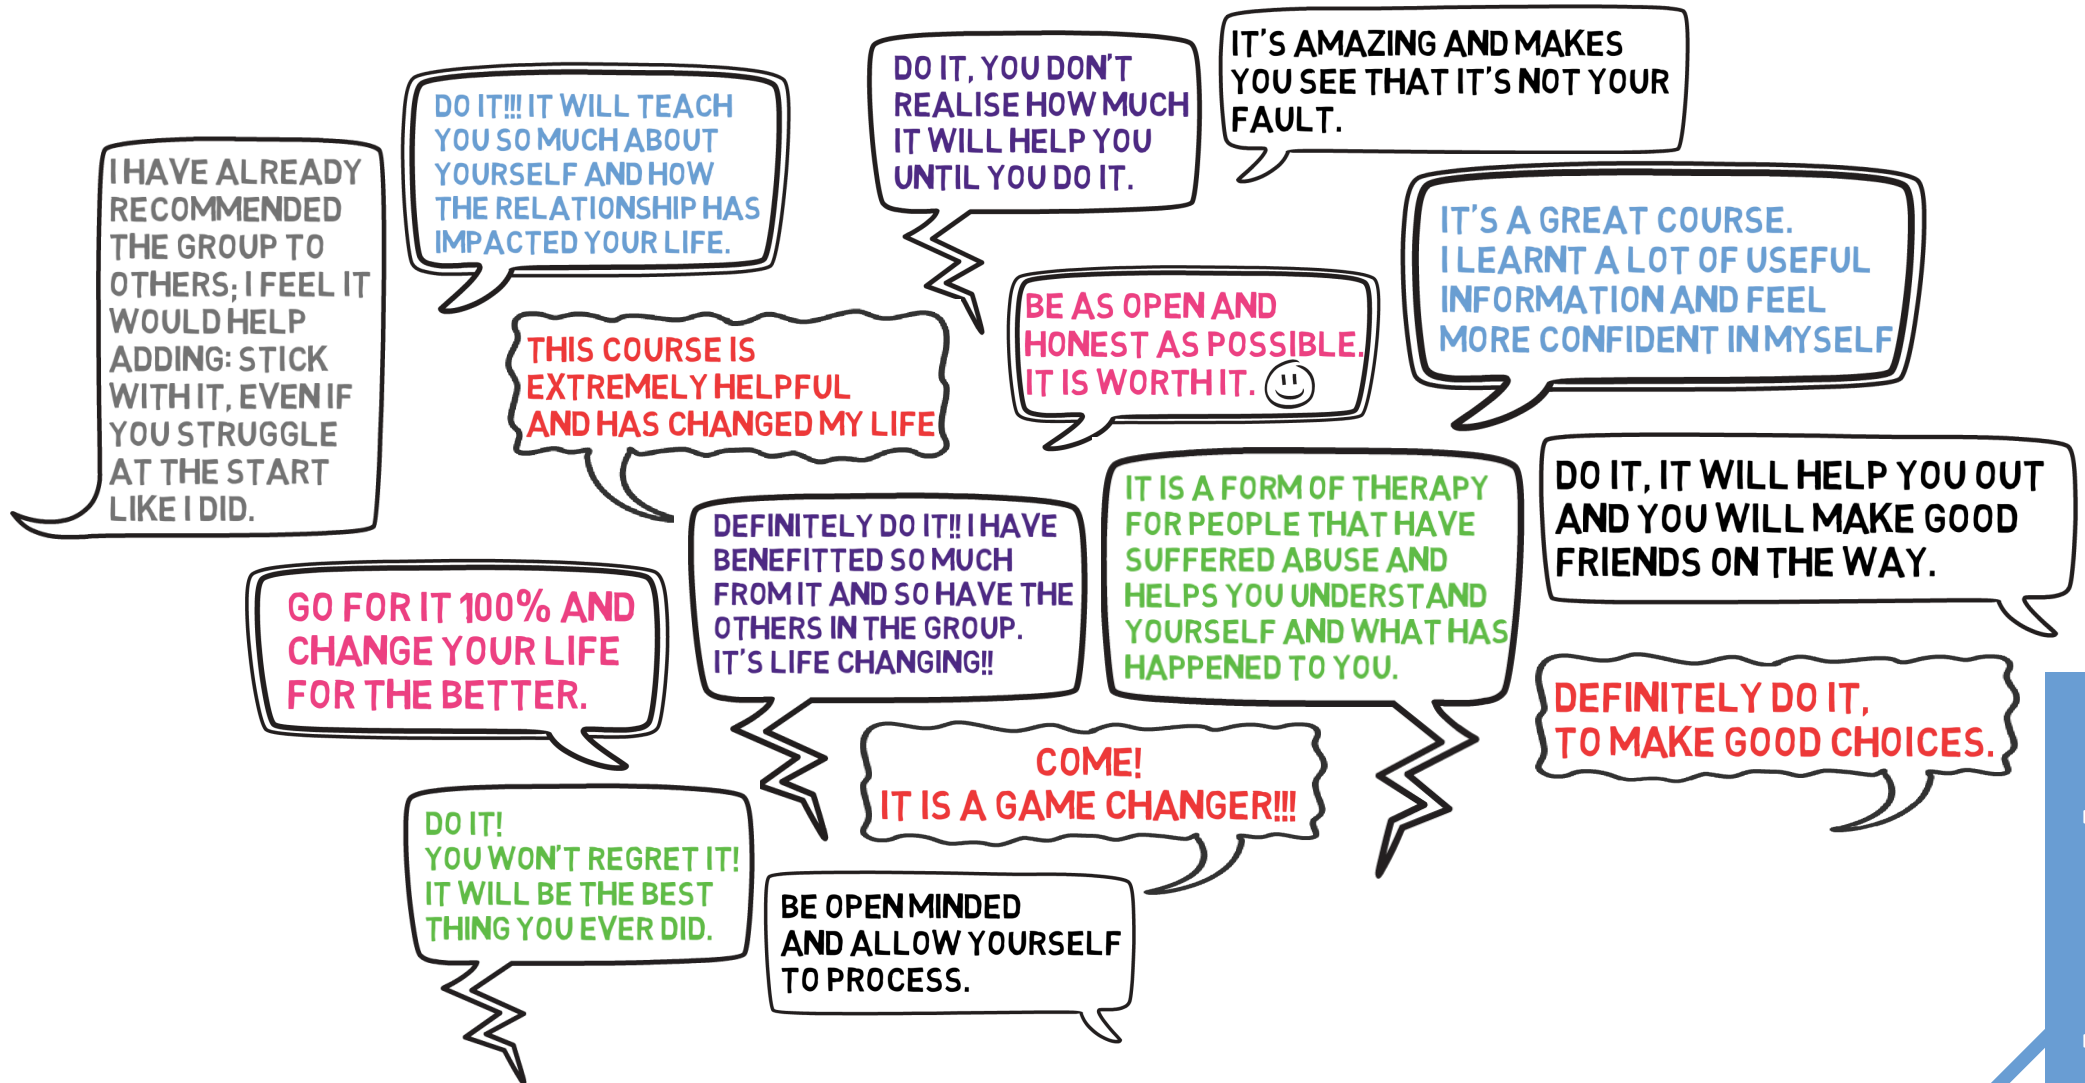 I HAVE ALREADY
RECOMMENDED
THE GROUP TO
OTHERS; I FEEL IT
WOULD HELP
ADDING: STICK
WITH IT, EVEN IF
YOU STRUGGLE
AT THE START
LIKE I DID.
DO IT!!! IT WILL TEACH
YOU SO MUCH ABOUT
YOURSELF AND HOW
THE RELATIONSHIP HAS
IMPACTED YOUR LIFE.
DO IT, YOU DON'T
REALISE HOW MUCH
IT WILL HELP YOU
UNTIL YOU DO IT.
IT'S AMAZING AND MAKES
YOU SEE THAT IT'S NOT YOUR
FAULT.
IT'S A GREAT COURSE.
I LEARNT A LOT OF USEFUL
INFORMATION AND FEEL
MORE CONFIDENT IN MYSELF
THIS COURSE IS
EXTREMELY HELPFUL
AND HAS CHANGED MY LIFE
BE AS OPEN AND
HONEST AS POSSIBLE.
IT IS WORTH IT.
GO FOR IT 100% AND
CHANGE YOUR LIFE
FOR THE BETTER.
DEFINITELY DO IT!! I HAVE
BENEFITTED SO MUCH
FROM IT AND SO HAVE THE
OTHERS IN THE GROUP.
IT'S LIFE CHANGING!!
IT IS A FORM OF THERAPY
FOR PEOPLE THAT HAVE
SUFFERED ABUSE AND
HELPS YOU UNDERSTAND
YOURSELF AND WHAT HAS
HAPPENED TO YOU.
DO IT, IT WILL HELP YOU OUT
AND YOU WILL MAKE GOOD
FRIENDS ON THE WAY.
DEFINITELY DO IT,
TO MAKE GOOD CHOICES.
COME!
IT IS A GAME CHANGER!!!
DO IT!
YOU WON'T REGRET IT!
IT WILL BE THE BEST
THING YOU EVER DID.
BE OPEN MINDED
AND ALLOW YOURSELF
TO PROCESS.